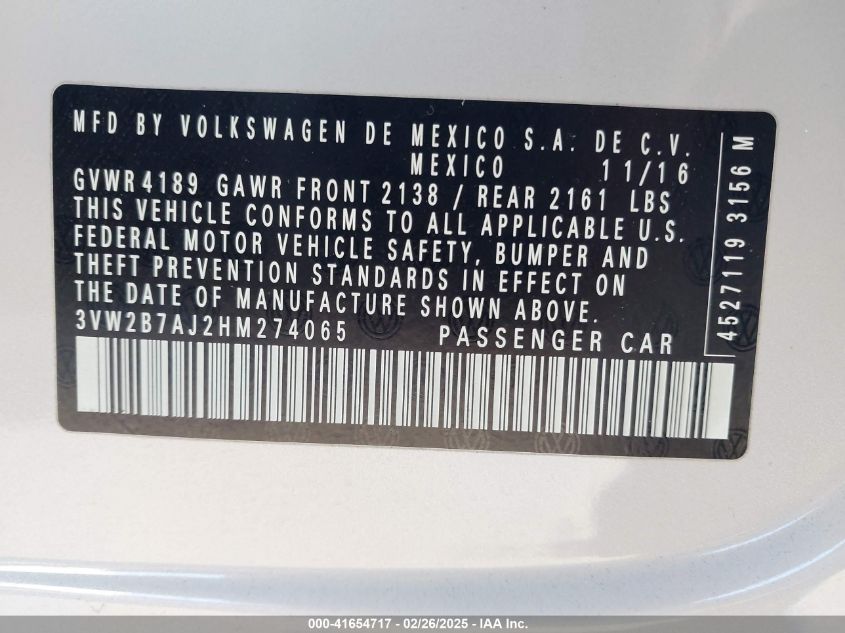 MFD BY VOLKSWAGEN DE MEXICO S.A. DE C.V.
MEXICO 11/16
GVWR 4189 GAWR FRONT 2138 / REAR 2161 LBS
THIS VEHICLE CONFORMS TO ALL APPLICABLE U.S.
FEDERAL MOTOR VEHICLE SAFETY, BUMPER AND
THEFT PREVENTION STANDARDS IN EFFECT ON
THE DATE OF MANUFACTURE SHOWN ABOVE.
3VW2B7AJ2HM274065 PASSENGER CAR
4527119 3156 M
000-41654717 - 02/26/2025 - IAA Inc.